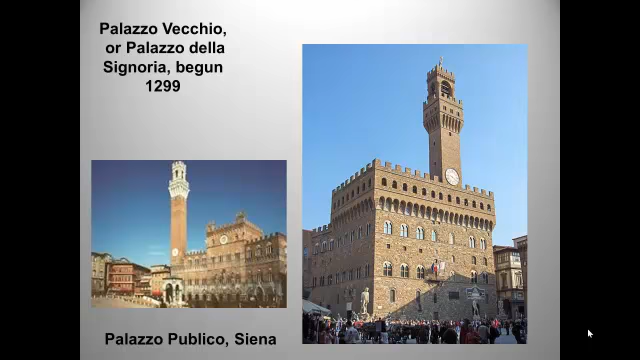 Palazzo Vecchio,
or Palazzo della
Signoria, begun
1299
Palazzo Publico, Siena